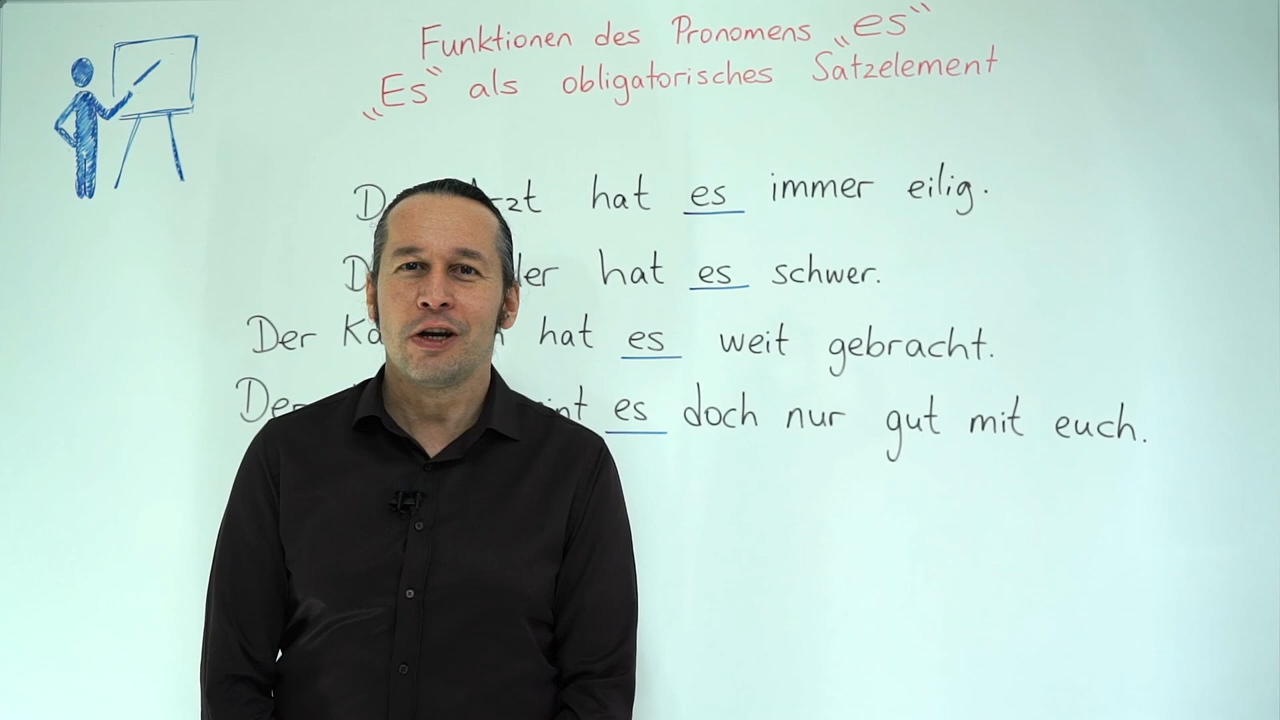 Funktionen des Pronomens „es“
„Es“ als obligatorisches Satzelement
hat es immer eilig.
hat es schwer.
Der hat es weit gebracht.
es doch nur gut mit euch.